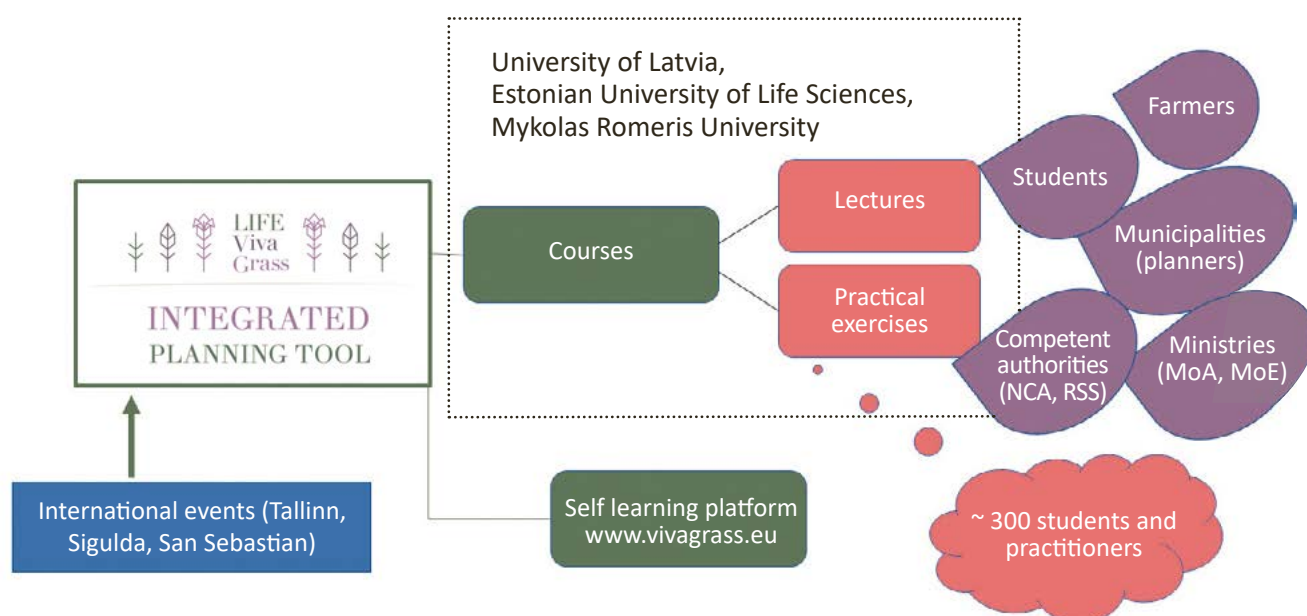 University of Latvia,
Estonian University of Life Sciences,
Mykolas Romeris University
LIFE
Viva
Grass
INTEGRATED
PLANNING TOOL
Courses
Lectures
Practical
exercises
Farmers
Students
Municipalities
(planners)
Competent
authorities
(NCA, RSS)
Ministries
(MoA, MoE)
International events (Tallinn,
Sigulda, San Sebastian)
Self learning platform
www.vivagrass.eu
~ 300 students and
practitioners